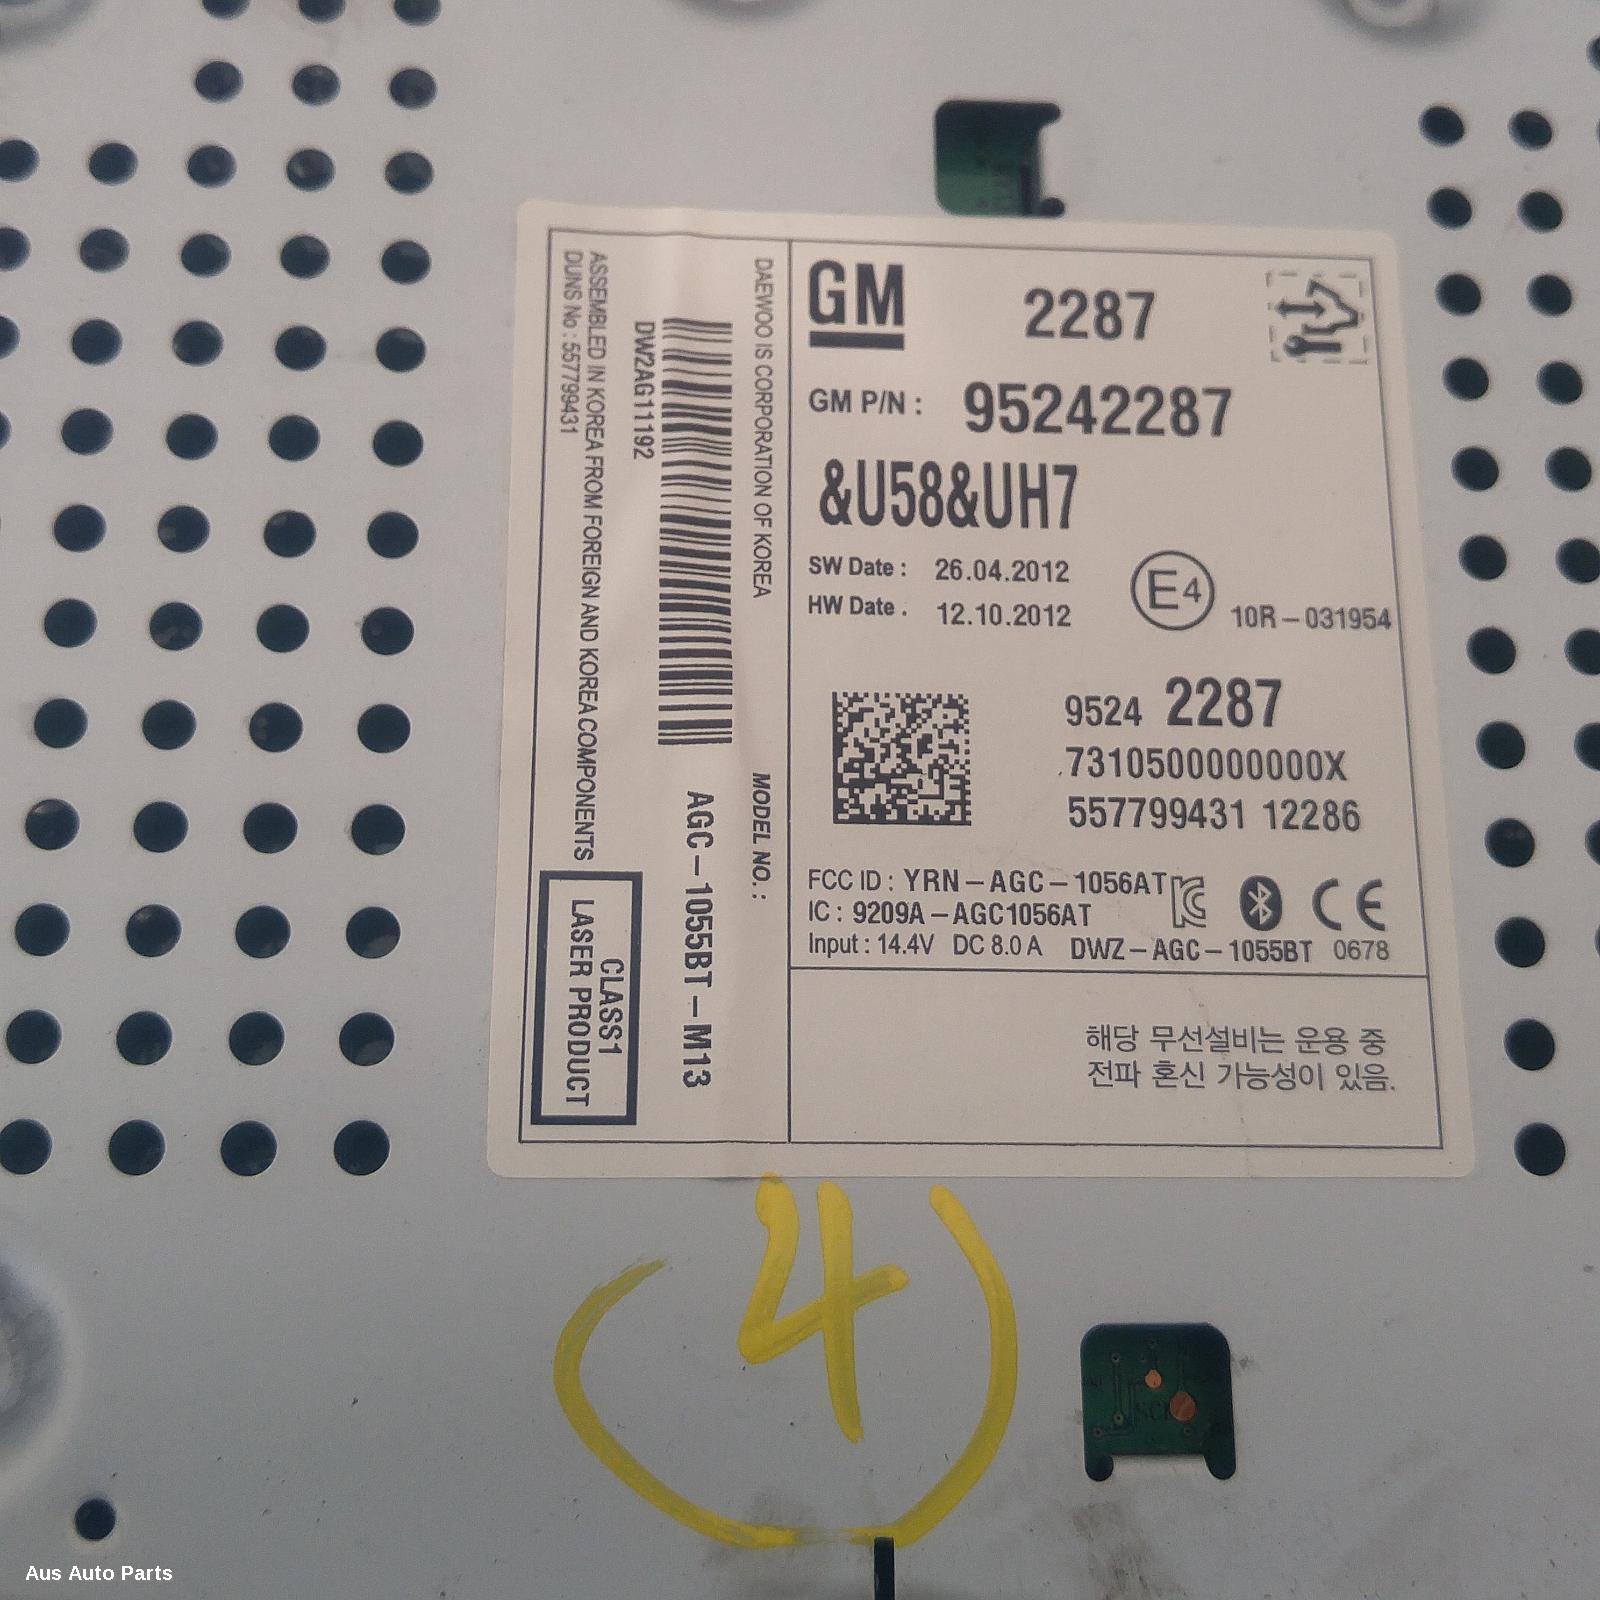 GM
2287
GM P/N : 95242287
&U58&UH7
SW Date : 26.04.2012
HW Date . 12.10.2012
E4
10R-031954
9524 2287
.7310500000000X
557799431 12286
FCC ID : YRN-AGC-1056AT
IC : 9209A-AGC1056AT
Input : 14.4V DC 8.0 A DWZ-AGC-1055BT 0678
CE
해당 무선설비는 운용 중
전파 혼신 가능성이 있음.
DAEWOO IS CORPORATION OF KOREA
MODEL NO. :
AGC-1055BT-M13
DW2AG11192
ASSEMBLED IN KOREA FROM FOREIGN AND KOREA COMPONENTS
DUNS No : 557799431
CLASS1
LASER PRODUCT
(4)
Aus Auto Parts